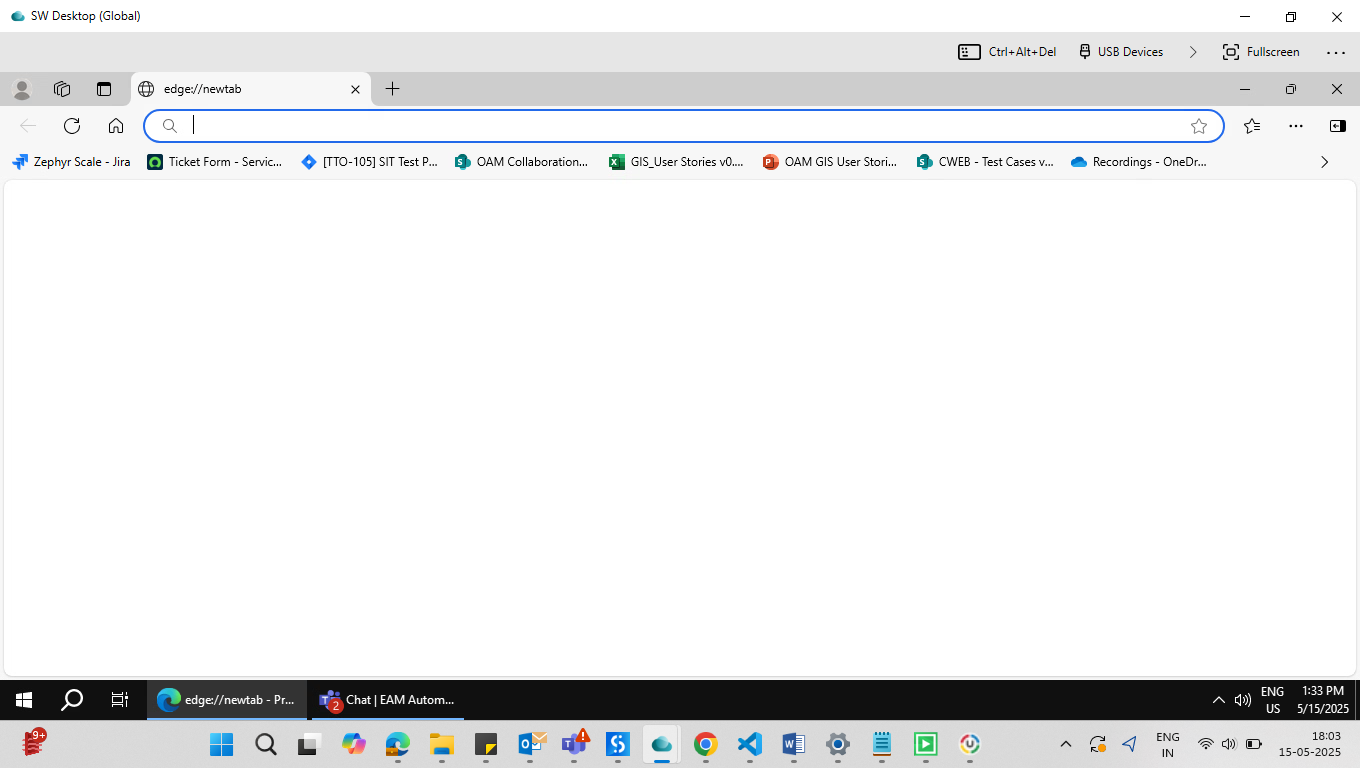 SW Desktop (Global)
Ctrl+Alt+Del
USB Devices
Fullscreen
edge://newtab
Zephyr Scale - Jira
Ticket Form - Servic...
[TTO-105] SIT Test P...
OAM Collaboration...
GIS_User Stories v0....
OAM GIS User Stori...
CWEB - Test Cases v...
Recordings - OneDr...
edge://newtab - Pr...
2
Chat | EAM Autom...
ENG
US
1:33 PM
5/15/2025
9+
ENG
IN
18:03
15-05-2025